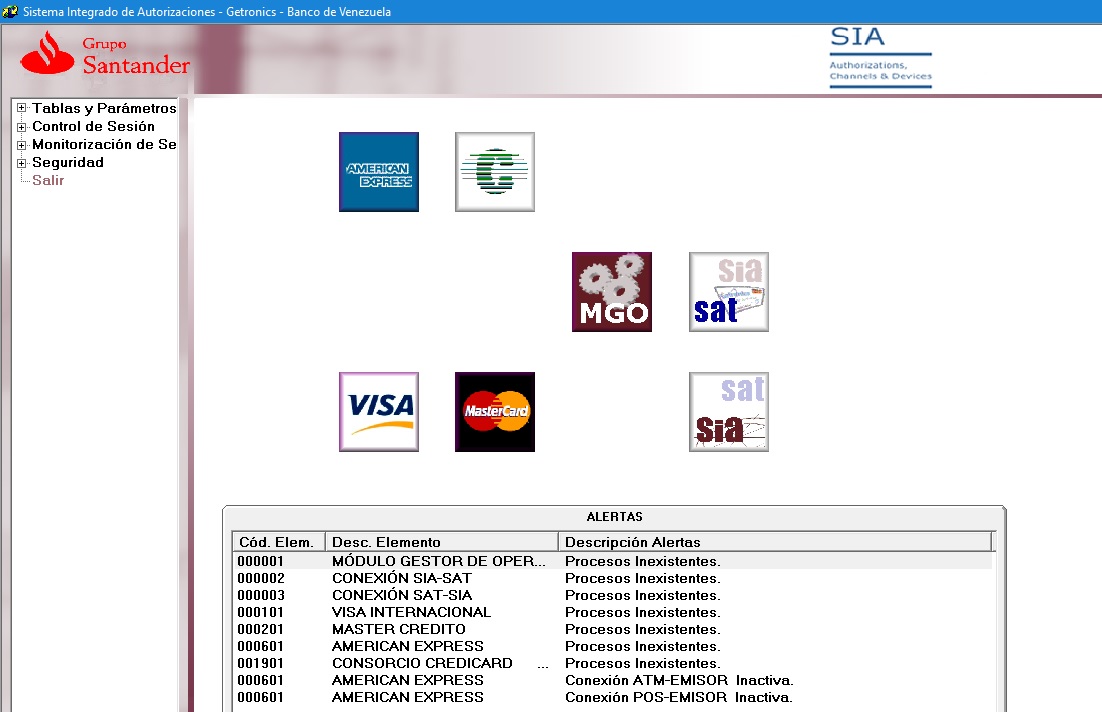 Sistema Integrado de Autorizaciones - Getronics - Banco de Venezuela
Grupo
Santander
SIA
Authorizations,
Channels & Devices
Tablas y Parámetros
Control de Sesión
Monitorización de Se
Seguridad
Salir
AMERICAN
EXPRESS
C
MGO
sia
sat
VISA
MasterCard
sat
sia
ALERTAS
Cód. Elem. Desc. Elemento Descripción Alertas
000001 MÓDULO GESTOR DE OPER... Procesos Inexistentes.
000002 CONEXIÓN SIA-SAT Procesos Inexistentes.
000003 CONEXIÓN SAT-SIA Procesos Inexistentes.
000101 VISA INTERNACIONAL Procesos Inexistentes.
000201 MASTER CREDITO Procesos Inexistentes.
000601 AMERICAN EXPRESS Procesos Inexistentes.
001901 CONSORCIO CREDICARD ... Procesos Inexistentes.
000601 AMERICAN EXPRESS Conexión ATM-EMISOR Inactiva.
000601 AMERICAN EXPRESS Conexión POS-EMISOR Inactiva.